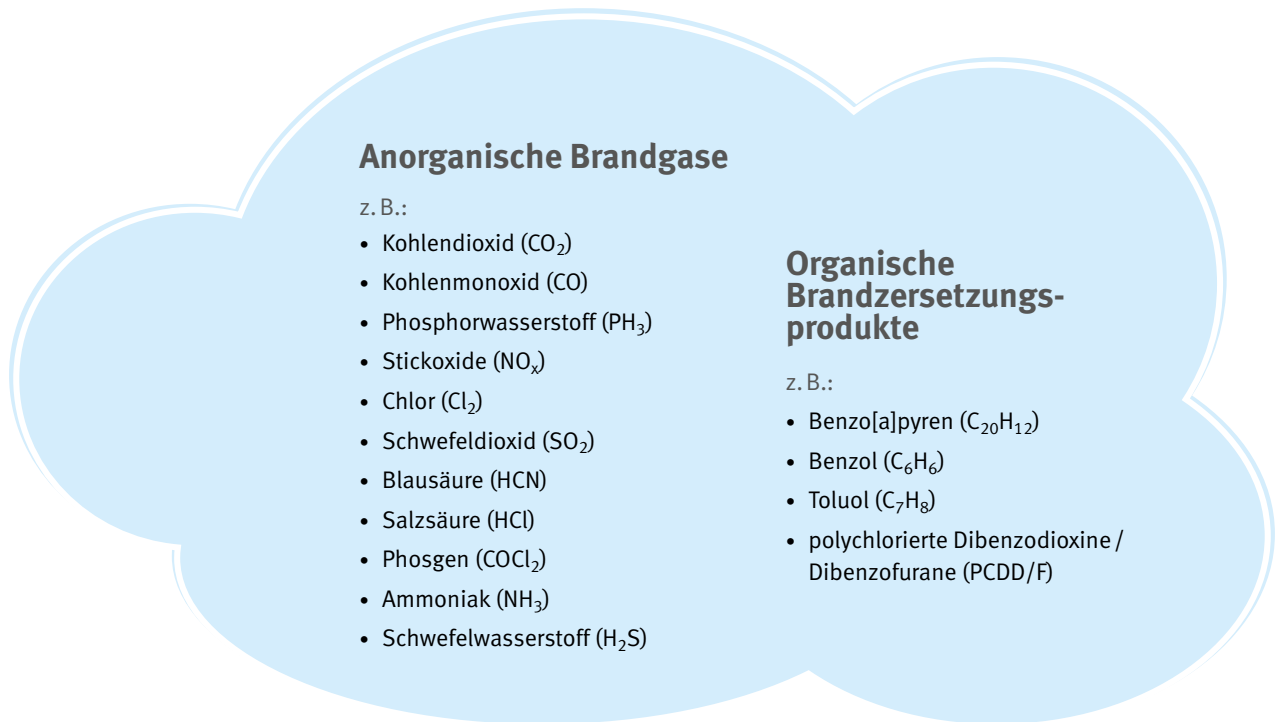 Anorganische Brandgase
z. B.:
• Kohlendioxid (CO₂)
• Kohlenmonoxid (CO)
• Phosphorwasserstoff (PH₃)
• Stickoxide (NOₓ)
• Chlor (Cl₂)
• Schwefeldioxid (SO₂)
• Blausäure (HCN)
• Salzsäure (HCl)
• Phosgen (COCl₂)
• Ammoniak (NH₃)
• Schwefelwasserstoff (H₂S)
Organische
Brandzersetzungs-
produkte
z. B.:
• Benzo[a]pyren (C₂₀H₁₂)
• Benzol (C₆H₆)
• Toluol (C₇H₈)
• polychlorierte Dibenzodioxine /
Dibenzofurane (PCDD/F)